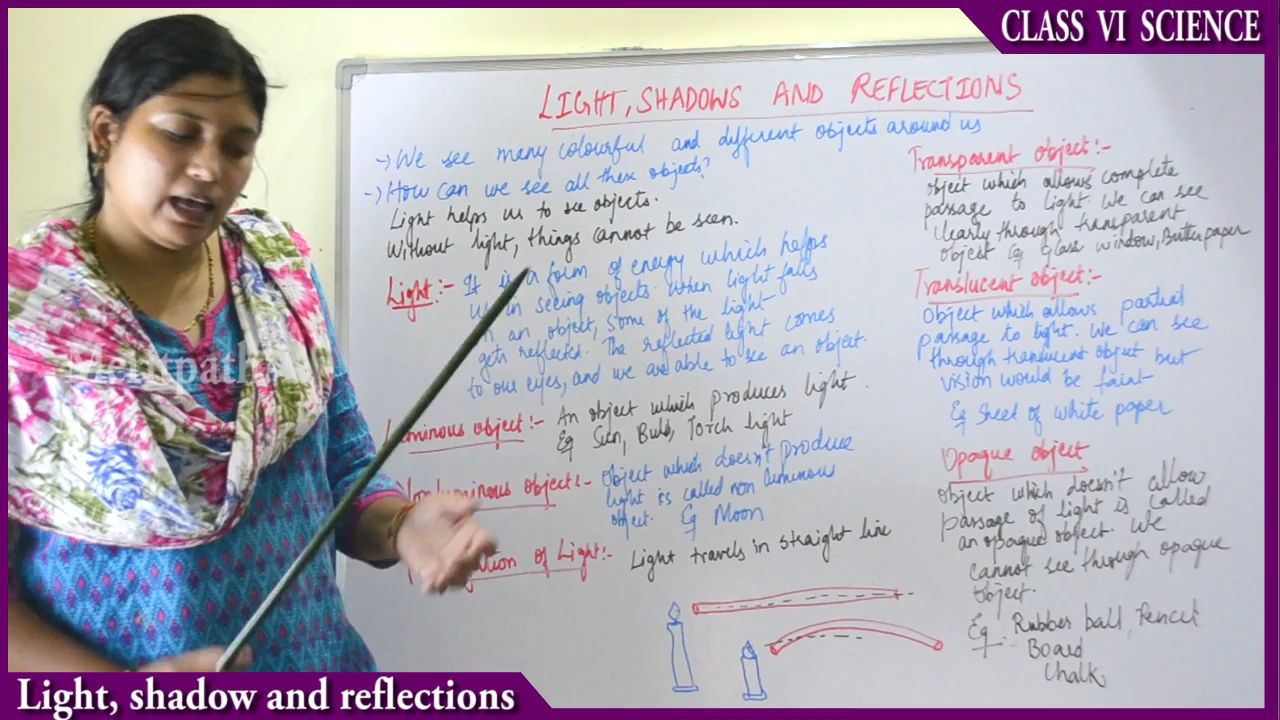 CLASS VI SCIENCE
LIGHT, SHADOWS AND REFLECTIONS
-> We see many colourful and different objects around us
-> How can we see all these objects?
Light helps us to see objects.
Without light, things cannot be seen.
Light:- It is a form of energy which helps
us in seeing objects. When light falls
an object, some of the light
gets reflected. The reflected light comes
to our eyes, and we are able to see an object.
Luminous object:- An object which produces light.
Eg Sun, Bulb, Torch light
Non luminous object:- Object which doesn't produce
light is called non luminous
object. Eg Moon
of Light:- Light travels in straight line
Transparent object:-
object which allows complete
passage to light. We can see
clearly through transparent
object. Eg Glass window, Butter paper
Translucent object:-
Object which allows partial
passage to light. We can see
through translucent object but
vision would be faint
Eg Sheet of white paper
Opaque object
object which doesn't allow
passage of light is called
an opaque object. We
cannot see through opaque
object.
Eg:- Rubber ball, Pencil
Board
Chalk
Light, shadow and reflections